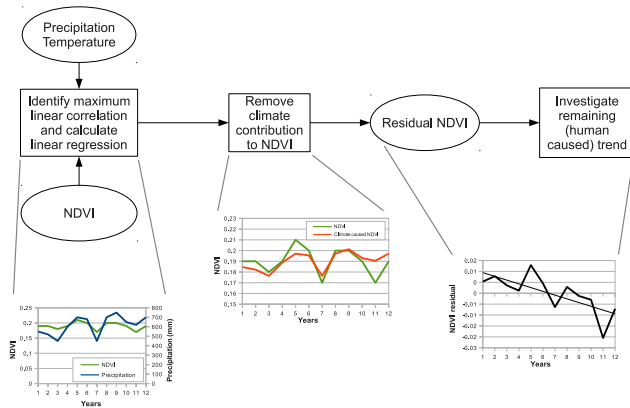 Precipitation
Temperature
Identify maximum
linear correlation
and calculate
linear regression
Remove
climate
contribution
to NDVI
Residual NDVI
Investigate
remaining
(human
caused) trend
NDVI
0.23
0.22
0.21
0.2
0.19
0.18
0.17
0.16
0.15
NDVI
NDVI
Climate caused NDVI
1 2 3 4 5 6 7 8 9 10 11 12
Years
0.02
0.02
0.01
0
0
-0.01
-0.02
-0.02
-0.03
-0.03
NDVI residual
1 2 3 4 5 6 7 8 9 10 11 12
Years
0.25
0.2
0.15
0.1
0.05
0
NDVI
800
700
600
500
400
300
200
100
0
Precipitation (mm)
NDVI
Precipitation
1 2 3 4 5 6 7 8 9 10 11 12
Years